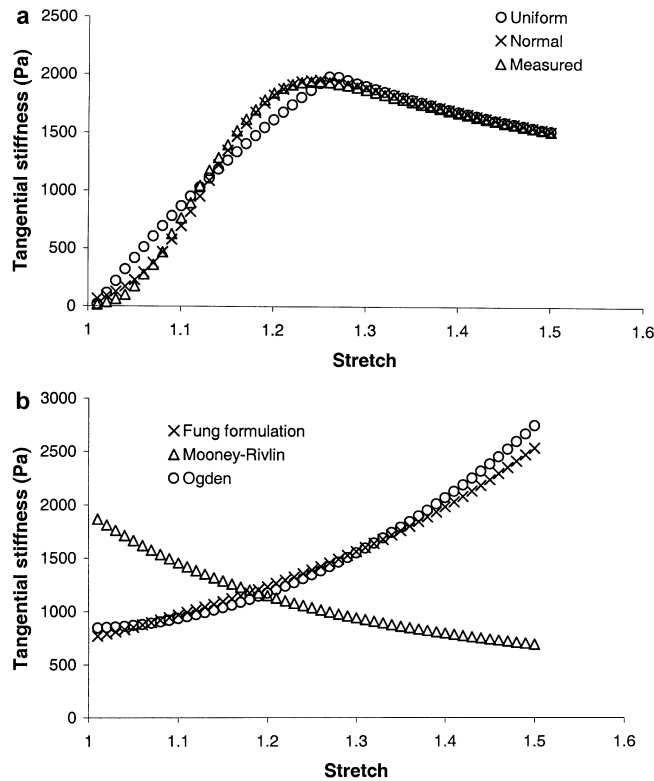 a
2500
2000
1500
1000
500
0
Tangential stiffness (Pa)
Uniform
Normal
Measured
1 1.1 1.2 1.3 1.4 1.5 1.6
Stretch
b
3000
2500
2000
1500
1000
500
0
Tangential stiffness (Pa)
Fung formulation
Mooney-Rivlin
Ogden
1 1.1 1.2 1.3 1.4 1.5 1.6
Stretch